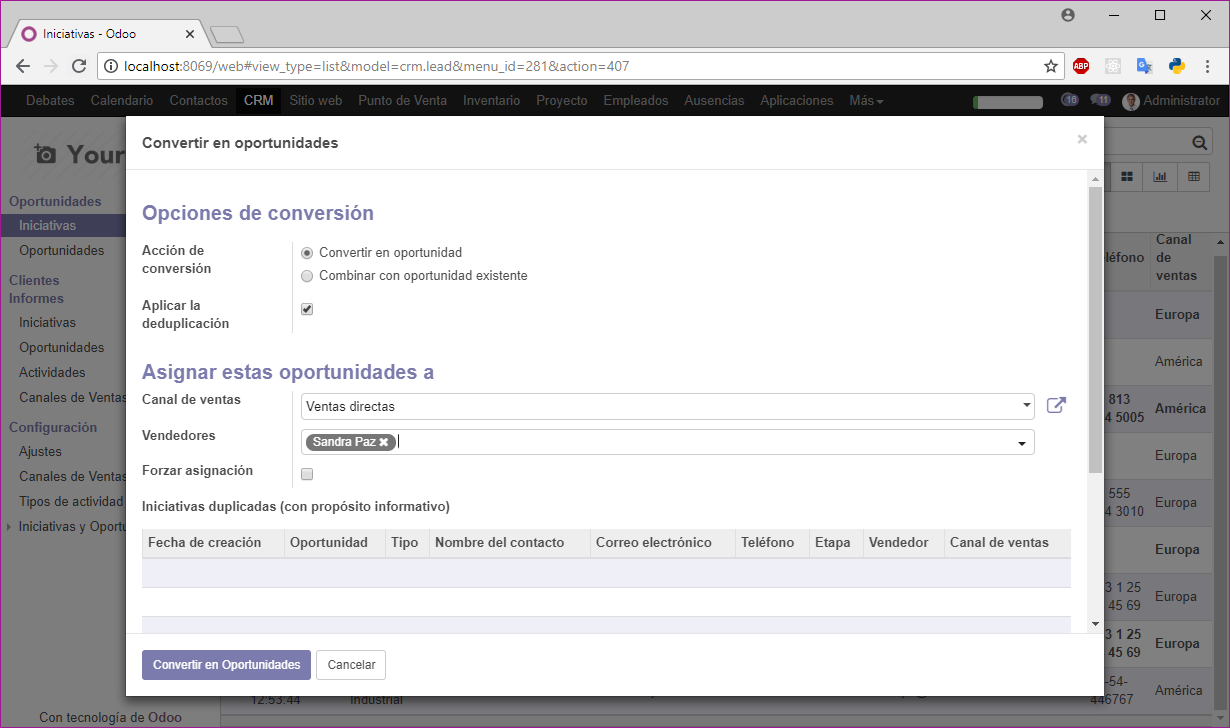 Iniciativas - Odoo
localhost:8069/web#view_type=list&model=crm.lead&menu_id=281&action=407
ABP
Debates Calendario Contactos CRM Sitio web Punto de Venta Inventario Proyecto Empleados Ausencias Aplicaciones Más 16 11 Administrator
Your
Convertir en oportunidades ×
Oportunidades
Iniciativas
Oportunidades
Clientes
Informes
Iniciativas
Oportunidades
Actividades
Canales de Ventas
Configuración
Ajustes
Canales de Ventas
Tipos de actividad
Iniciativas y Oportu
Con tecnología de Odoo
Opciones de conversión
Acción de
conversión
Convertir en oportunidad
Combinar con oportunidad existente
Aplicar la
deduplicación
Asignar estas oportunidades a
Canal de ventas
Ventas directas
Vendedores
Sandra Paz
Forzar asignación
Iniciativas duplicadas (con propósito informativo)
Fecha de creación Oportunidad Tipo Nombre del contacto Correo electrónico Teléfono Etapa Vendedor Canal de ventas
Convertir en Oportunidades Cancelar
éléfono Canal
de
ventas
Europa
América
813
4 5005 América
Europa
555
4 3010 Europa
Europa
3 1 25
45 69 Europa
3 1 25
45 69 Europa
-54-
446767 América
12:53:44 Industrial